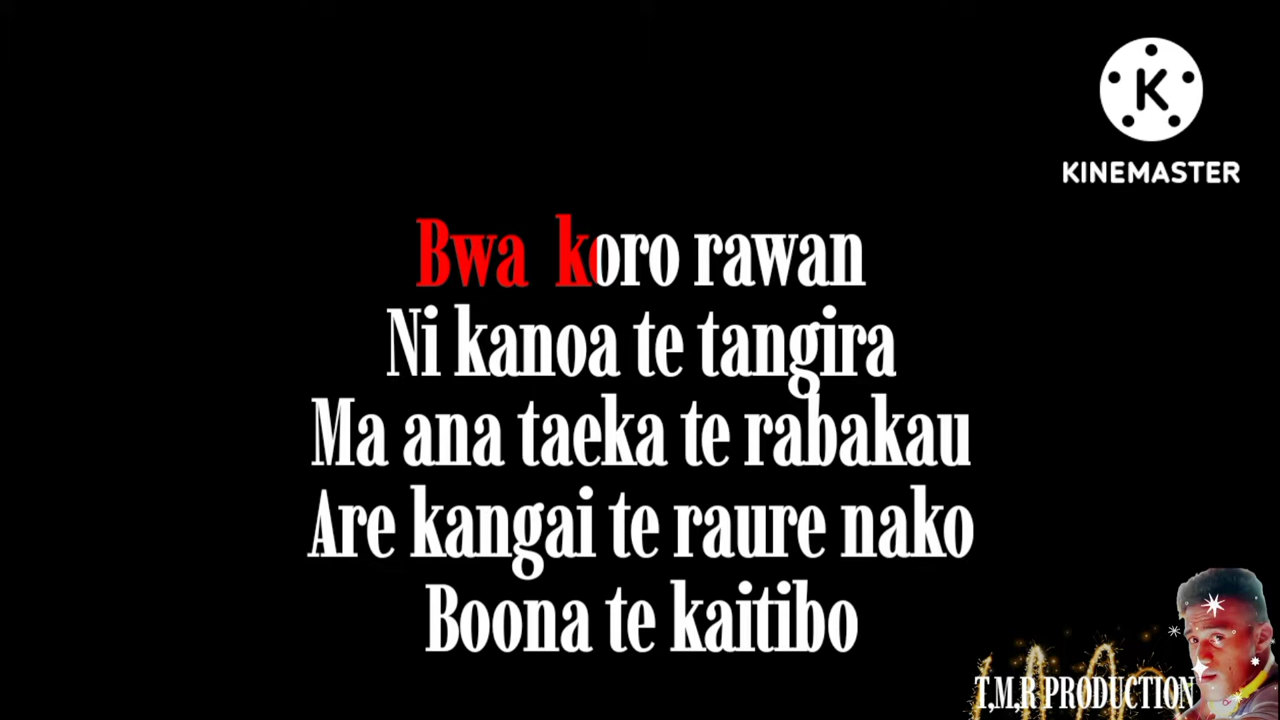 KINEMASTER
Bwa koro rawan
Ni kanoa te tangira
Ma ana taeka te rabakau
Are kangai te raure nako
Boona te kaitibo
T,M,R PRODUCTION